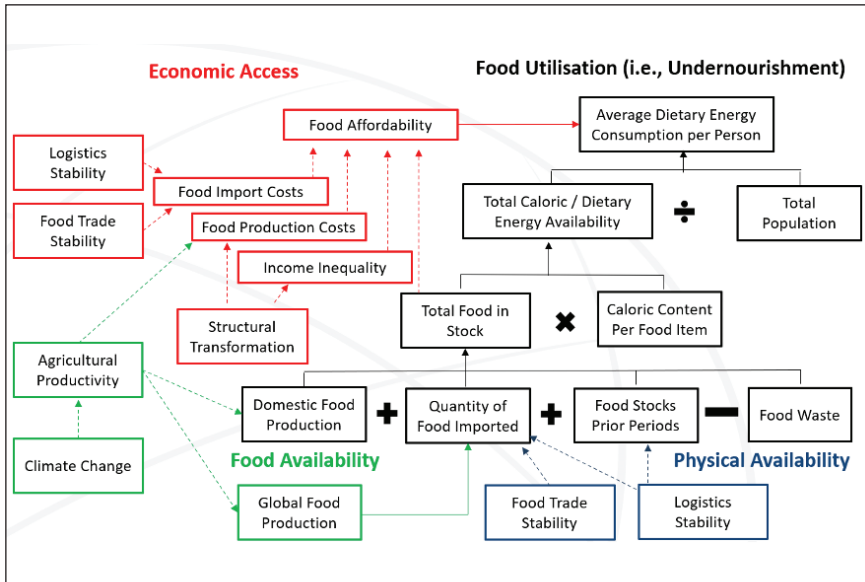 Economic Access
Food Utilisation (i.e., Undernourishment)
Food Affordability
Average Dietary Energy
Consumption per Person
Logistics
Stability
Food Import Costs
Total Caloric / Dietary
Energy Availability
÷
Total
Population
Food Trade
Stability
Food Production Costs
Income Inequality
Structural
Transformation
Total Food in
Stock
×
Caloric Content
Per Food Item
Agricultural
Productivity
Domestic Food
Production
+
Quantity of
Food Imported
+
Food Stocks
Prior Periods
−
Food Waste
Climate Change
Food Availability
Physical Availability
Global Food
Production
Food Trade
Stability
Logistics
Stability